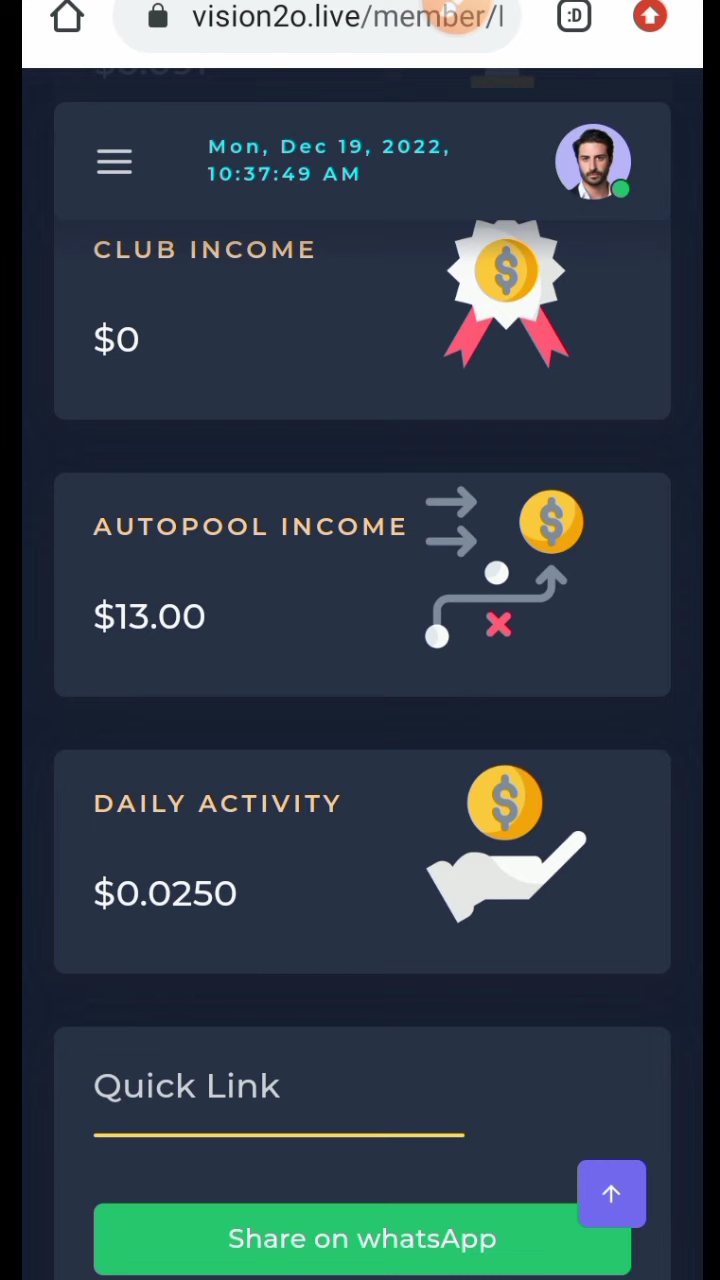 vision2o.live/member/
:D
Mon, Dec 19, 2022,
10:37:49 AM
CLUB INCOME
$0
AUTOPOOL INCOME
$13.00
DAILY ACTIVITY
$0.0250
Quick Link
Share on whatsApp